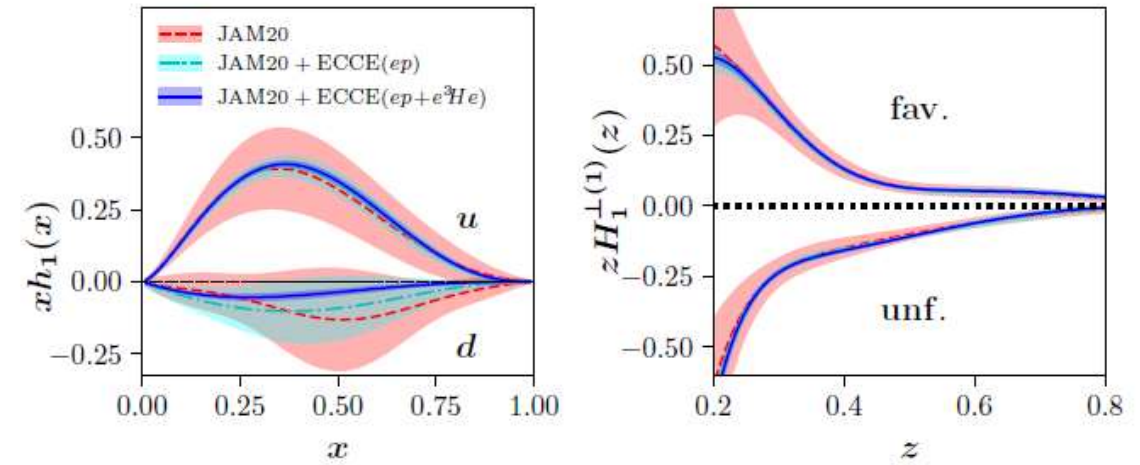 JAM20
JAM20 + ECCE(ep)
JAM20 + ECCE(ep+e³He)
xh₁(x)
0.50
0.25
0.00
−0.25
u
d
0.00 0.25 0.50 0.75 1.00
x
zH₁^⊥(1)(z)
0.50
0.25
0.00
−0.25
−0.50
fav.
unf.
0.2 0.4 0.6 0.8
z